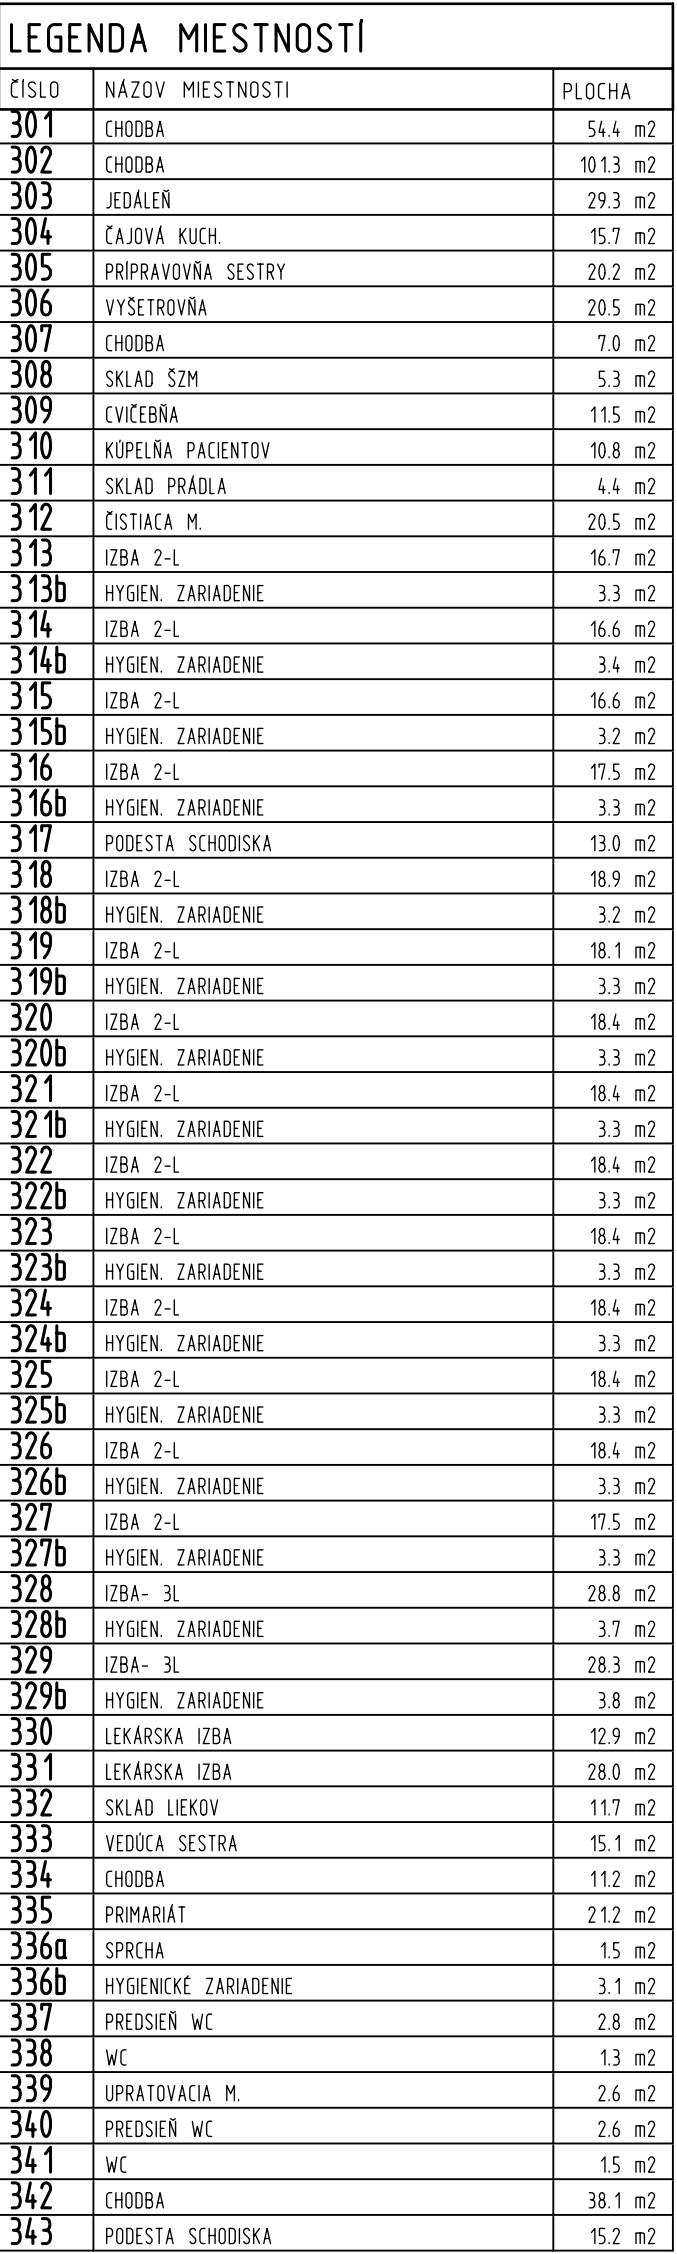 LEGENDA MIESTNOSTÍ
ČÍSLO NÁZOV MIESTNOSTI PLOCHA
301 CHODBA 54.4 m2
302 CHODBA 101.3 m2
303 JEDÁLEŇ 29.3 m2
304 ČAJOVÁ KUCH. 15.7 m2
305 PRÍPRAVOVŇA SESTRY 20.2 m2
306 VYŠETROVŇA 20.5 m2
307 CHODBA 7.0 m2
308 SKLAD ŠZM 5.3 m2
309 CVIČEBŇA 11.5 m2
310 KÚPELŇA PACIENTOV 10.8 m2
311 SKLAD PRÁDLA 4.4 m2
312 ČISTIACA M. 20.5 m2
313 IZBA 2-L 16.7 m2
313b HYGIEN. ZARIADENIE 3.3 m2
314 IZBA 2-L 16.6 m2
314b HYGIEN. ZARIADENIE 3.4 m2
315 IZBA 2-L 16.6 m2
315b HYGIEN. ZARIADENIE 3.2 m2
316 IZBA 2-L 17.5 m2
316b HYGIEN. ZARIADENIE 3.3 m2
317 PODESTA SCHODISKA 13.0 m2
318 IZBA 2-L 18.9 m2
318b HYGIEN. ZARIADENIE 3.2 m2
319 IZBA 2-L 18.1 m2
319b HYGIEN. ZARIADENIE 3.3 m2
320 IZBA 2-L 18.4 m2
320b HYGIEN. ZARIADENIE 3.3 m2
321 IZBA 2-L 18.4 m2
321b HYGIEN. ZARIADENIE 3.3 m2
322 IZBA 2-L 18.4 m2
322b HYGIEN. ZARIADENIE 3.3 m2
323 IZBA 2-L 18.4 m2
323b HYGIEN. ZARIADENIE 3.3 m2
324 IZBA 2-L 18.4 m2
324b HYGIEN. ZARIADENIE 3.3 m2
325 IZBA 2-L 18.4 m2
325b HYGIEN. ZARIADENIE 3.3 m2
326 IZBA 2-L 18.4 m2
326b HYGIEN. ZARIADENIE 3.3 m2
327 IZBA 2-L 17.5 m2
327b HYGIEN. ZARIADENIE 3.3 m2
328 IZBA- 3L 28.8 m2
328b HYGIEN. ZARIADENIE 3.7 m2
329 IZBA- 3L 28.3 m2
329b HYGIEN. ZARIADENIE 3.8 m2
330 LEKÁRSKA IZBA 12.9 m2
331 LEKÁRSKA IZBA 28.0 m2
332 SKLAD LIEKOV 11.7 m2
333 VEDÚCA SESTRA 15.1 m2
334 CHODBA 11.2 m2
335 PRIMARIÁT 21.2 m2
336a SPRCHA 1.5 m2
336b HYGIENICKÉ ZARIADENIE 3.1 m2
337 PREDSIEŇ WC 2.8 m2
338 WC 1.3 m2
339 UPRATOVACIA M. 2.6 m2
340 PREDSIEŇ WC 2.6 m2
341 WC 1.5 m2
342 CHODBA 38.1 m2
343 PODESTA SCHODISKA 15.2 m2